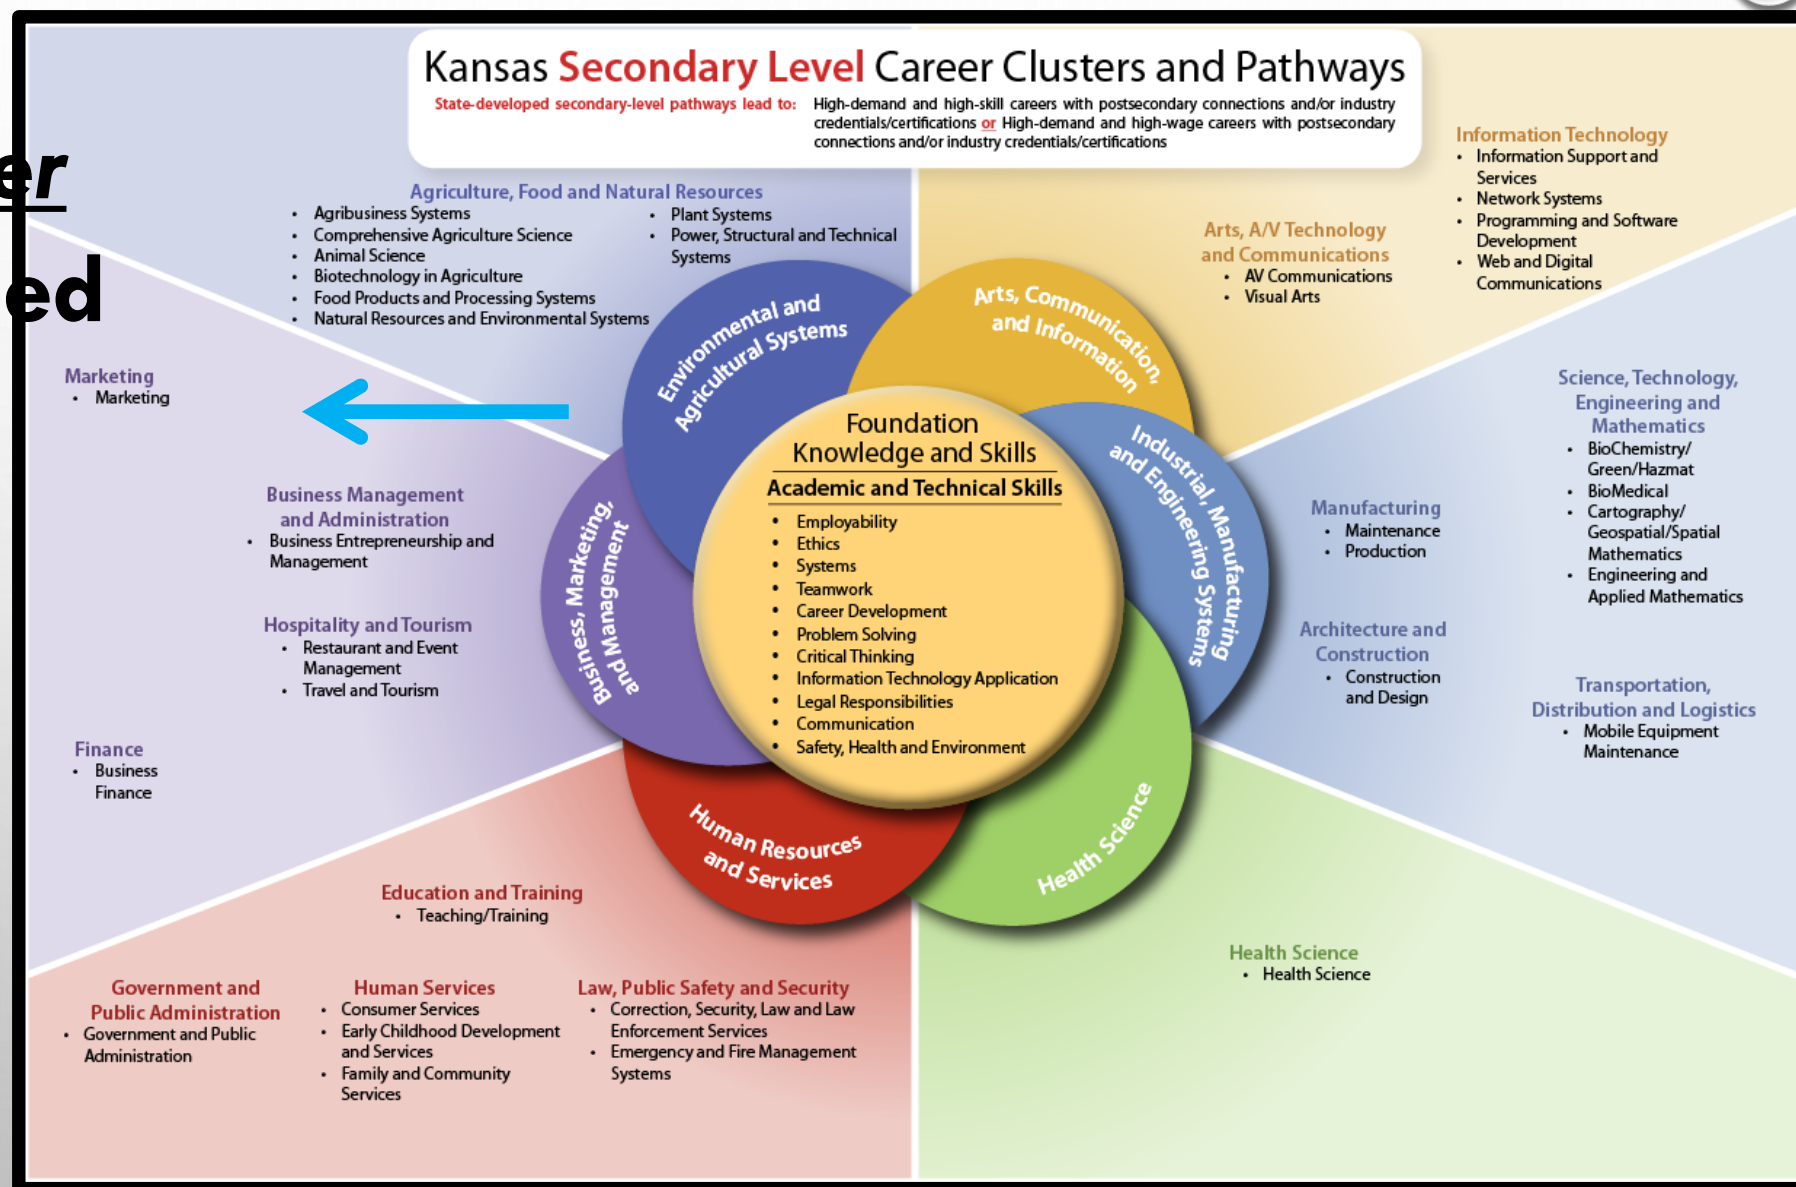 er
ed
Kansas Secondary Level Career Clusters and Pathways
State-developed secondary-level pathways lead to:
High-demand and high-skill careers with postsecondary connections and/or industry
credentials/certifications or High-demand and high-wage careers with postsecondary
connections and/or industry credentials/certifications
Agriculture, Food and Natural Resources
• Agribusiness Systems
• Comprehensive Agriculture Science
• Animal Science
• Biotechnology in Agriculture
• Food Products and Processing Systems
• Natural Resources and Environmental Systems
• Plant Systems
• Power, Structural and Technical
Systems
Arts, A/V Technology
and Communications
• AV Communications
• Visual Arts
Information Technology
• Information Support and
Services
• Network Systems
• Programming and Software
Development
• Web and Digital
Communications
Marketing
• Marketing
Business Management
and Administration
• Business Entrepreneurship and
Management
Hospitality and Tourism
• Restaurant and Event
Management
• Travel and Tourism
Finance
• Business
Finance
Environmental and
Agricultural Systems
Arts, Communication,
and Information
Business, Marketing,
and Management
Industrial, Manufacturing
and Engineering Systems
Human Resources
and Services
Health Science
Foundation
Knowledge and Skills
Academic and Technical Skills
• Employability
• Ethics
• Systems
• Teamwork
• Career Development
• Problem Solving
• Critical Thinking
• Information Technology Application
• Legal Responsibilities
• Communication
• Safety, Health and Environment
Manufacturing
• Maintenance
• Production
Architecture and
Construction
• Construction
and Design
Science, Technology,
Engineering and
Mathematics
• BioChemistry/
Green/Hazmat
• BioMedical
• Cartography/
Geospatial/Spatial
Mathematics
• Engineering and
Applied Mathematics
Transportation,
Distribution and Logistics
• Mobile Equipment
Maintenance
Education and Training
• Teaching/Training
Government and
Public Administration
• Government and Public
Administration
Human Services
• Consumer Services
• Early Childhood Development
and Services
• Family and Community
Services
Law, Public Safety and Security
• Correction, Security, Law and Law
Enforcement Services
• Emergency and Fire Management
Systems
Health Science
• Health Science